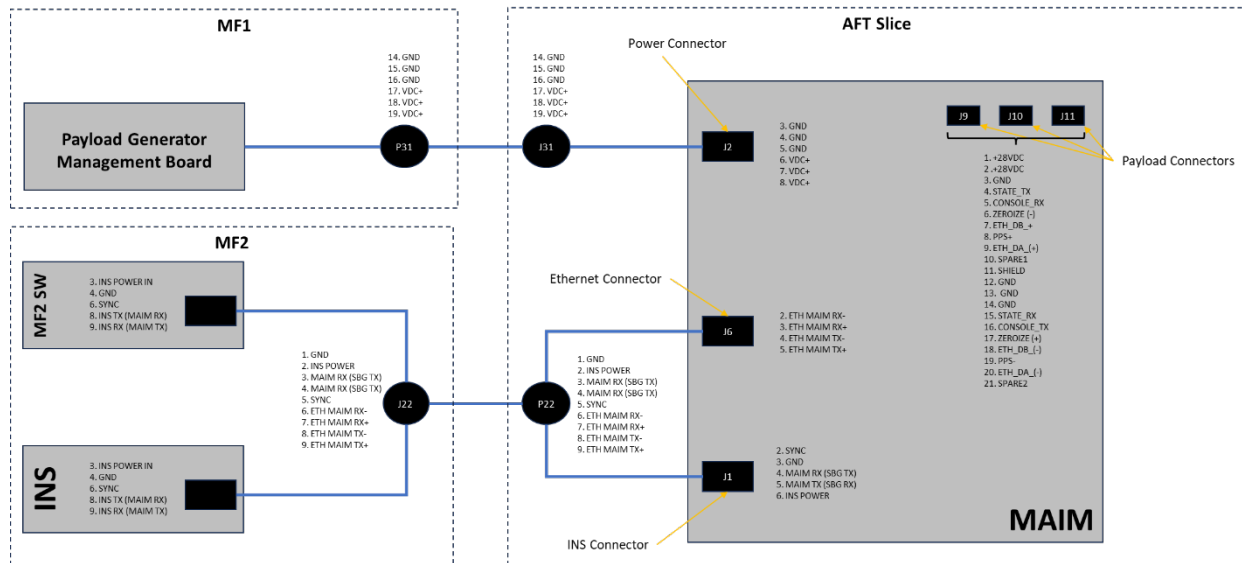 MF1
14. GND
15. GND
16. GND
17. VDC+
18. VDC+
19. VDC+
Payload Generator
Management Board
P31
AFT Slice
14. GND
15. GND
16. GND
17. VDC+
18. VDC+
19. VDC+
J31
Power Connector
J2
3. GND
4. GND
5. GND
6. VDC+
7. VDC+
8. VDC+
J9
J10
J11
Payload Connectors
1. +28VDC
2. +28VDC
3. GND
4. STATE_TX
5. CONSOLE_RX
6. ZEROIZE (-)
7. ETH_DB_+
8. PPS+
9. ETH_DA_(+)
10. SPARE1
11. SHIELD
12. GND
13. GND
14. GND
15. STATE_RX
16. CONSOLE_TX
17. ZEROIZE (+)
18. ETH_DB_(-)
19. PPS-
20. ETH_DA_(-)
21. SPARE2
MF2
MF2 SW
3. INS POWER IN
4. GND
6. SYNC
8. INS TX (MAIM RX)
9. INS RX (MAIM TX)
1. GND
2. INS POWER
3. MAIM RX (SBG TX)
4. MAIM RX (SBG TX)
5. SYNC
6. ETH MAIM RX-
7. ETH MAIM RX+
8. ETH MAIM TX-
9. ETH MAIM TX+
J22
INS
3. INS POWER IN
4. GND
6. SYNC
8. INS TX (MAIM RX)
9. INS RX (MAIM TX)
P22
1. GND
2. INS POWER
3. MAIM RX (SBG TX)
4. MAIM RX (SBG TX)
5. SYNC
6. ETH MAIM RX-
7. ETH MAIM RX+
8. ETH MAIM TX-
9. ETH MAIM TX+
Ethernet Connector
J6
2. ETH MAIM RX-
3. ETH MAIM RX+
4. ETH MAIM TX-
5. ETH MAIM TX+
J1
2. SYNC
3. GND
4. MAIM RX (SBG TX)
5. MAIM TX (SBG RX)
6. INS POWER
INS Connector
MAIM